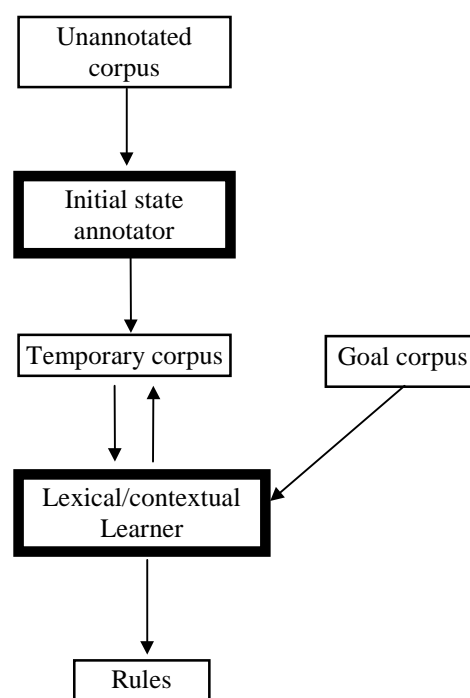 Unannotated
corpus
Initial state
annotator
Temporary corpus
Goal corpus
Lexical/contextual
Learner
Rules